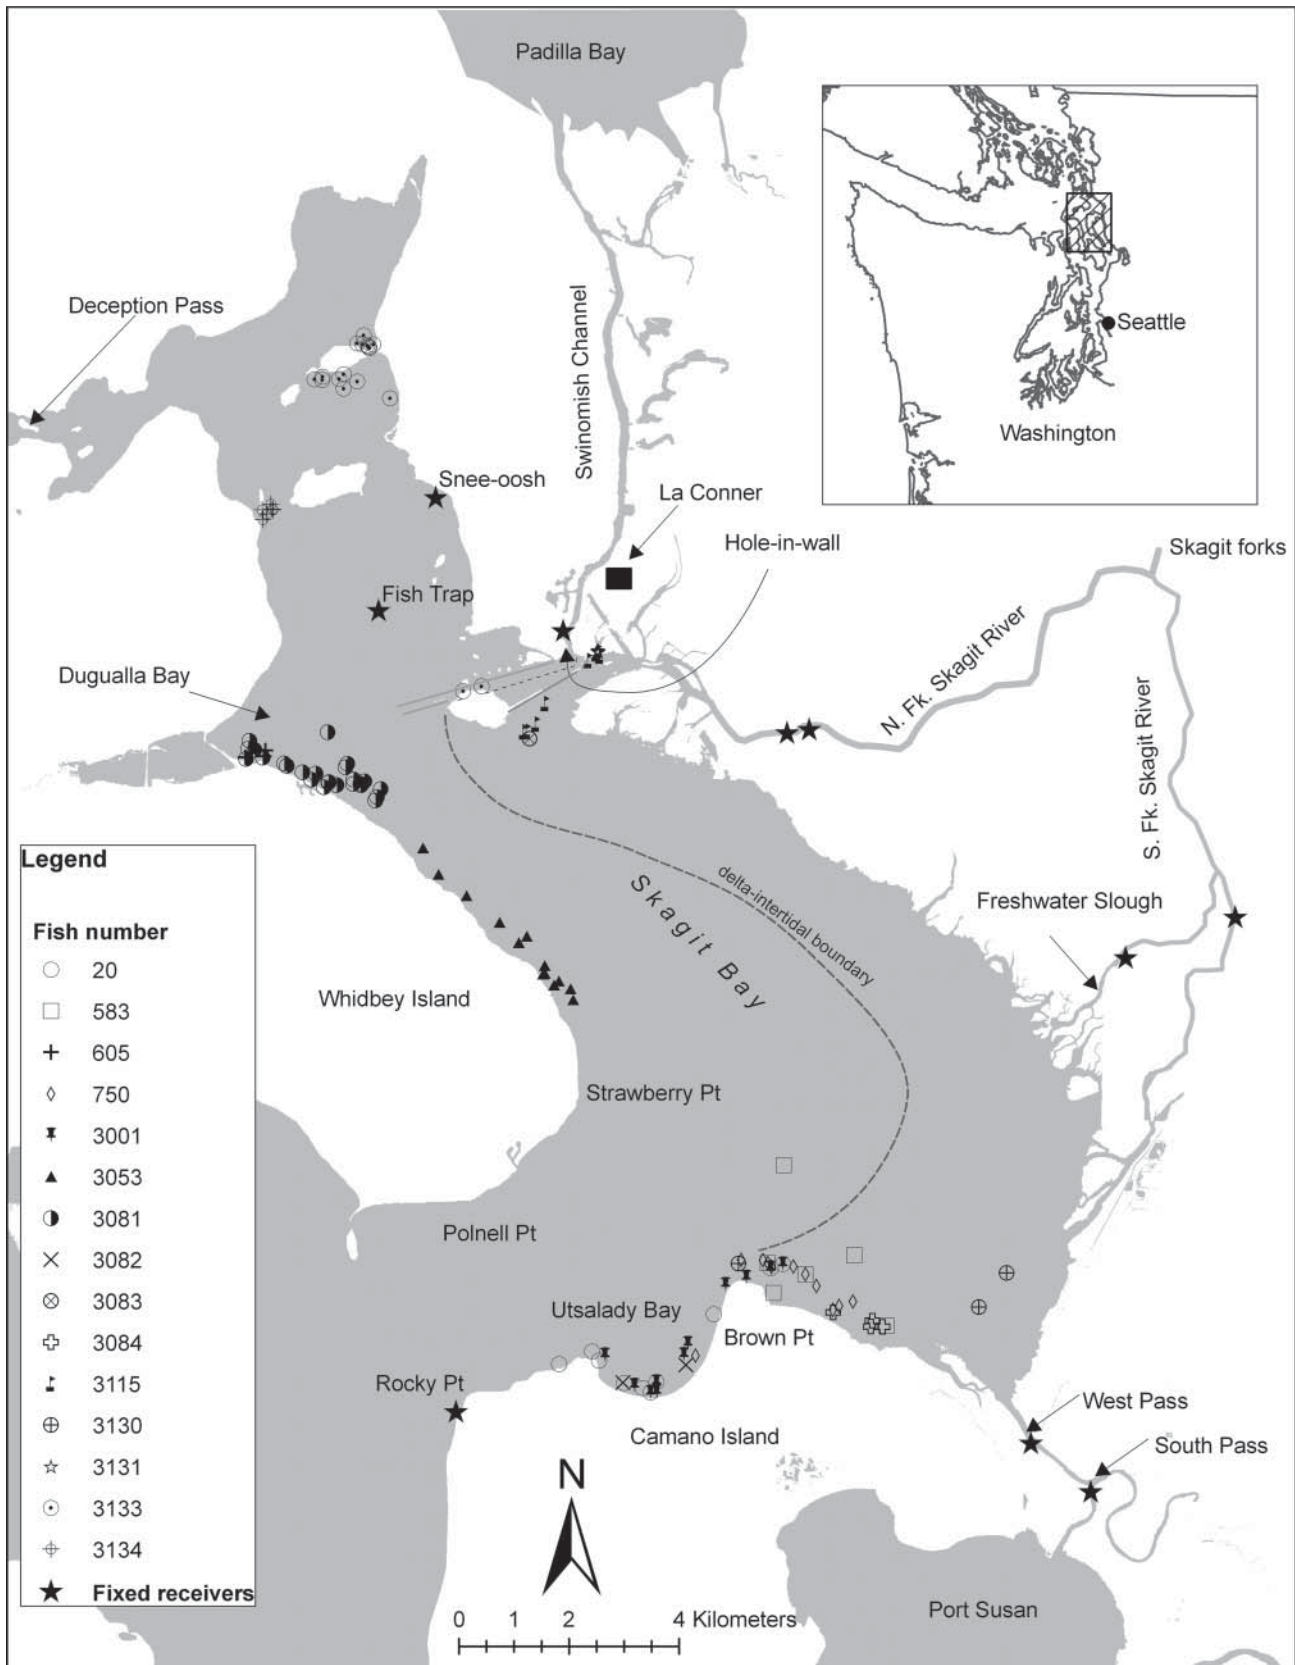 Padilla Bay
Deception Pass
Swinomish Channel
Seattle
Washington
Snee-oosh
La Conner
Hole-in-wall
Skagit forks
Fish Trap
N. Fk. Skagit River
Dugualla Bay
S. Fk. Skagit River
delta-intertidal boundary
Skagit Bay
Freshwater Slough
Whidbey Island
Strawberry Pt
Polnell Pt
Utsalady Bay
Brown Pt
Rocky Pt
Camano Island
West Pass
South Pass
Port Susan
N
0 1 2 4 Kilometers
Legend
Fish number
20
583
605
750
3001
3053
3081
3082
3083
3084
3115
3130
3131
3133
3134
Fixed receivers